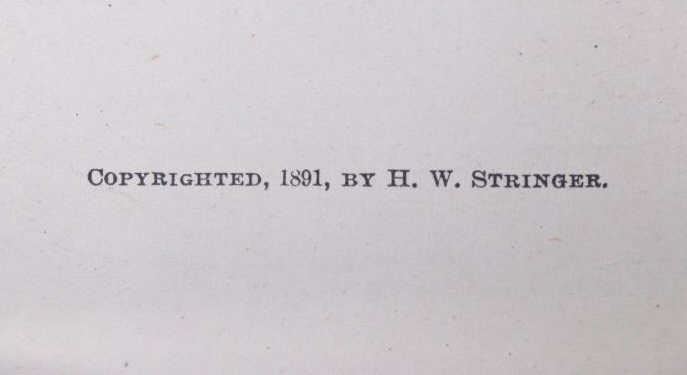 Copyrighted, 1891, by H. W. Stringer.